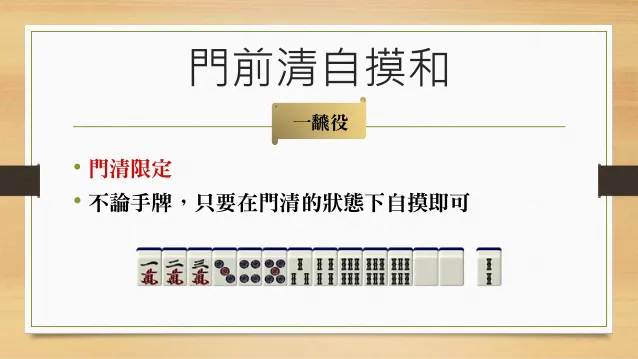 門前清自摸和
一飜役
門清限定
不論手牌，只要在門清的狀態下自摸即可
一萬 二萬 三萬